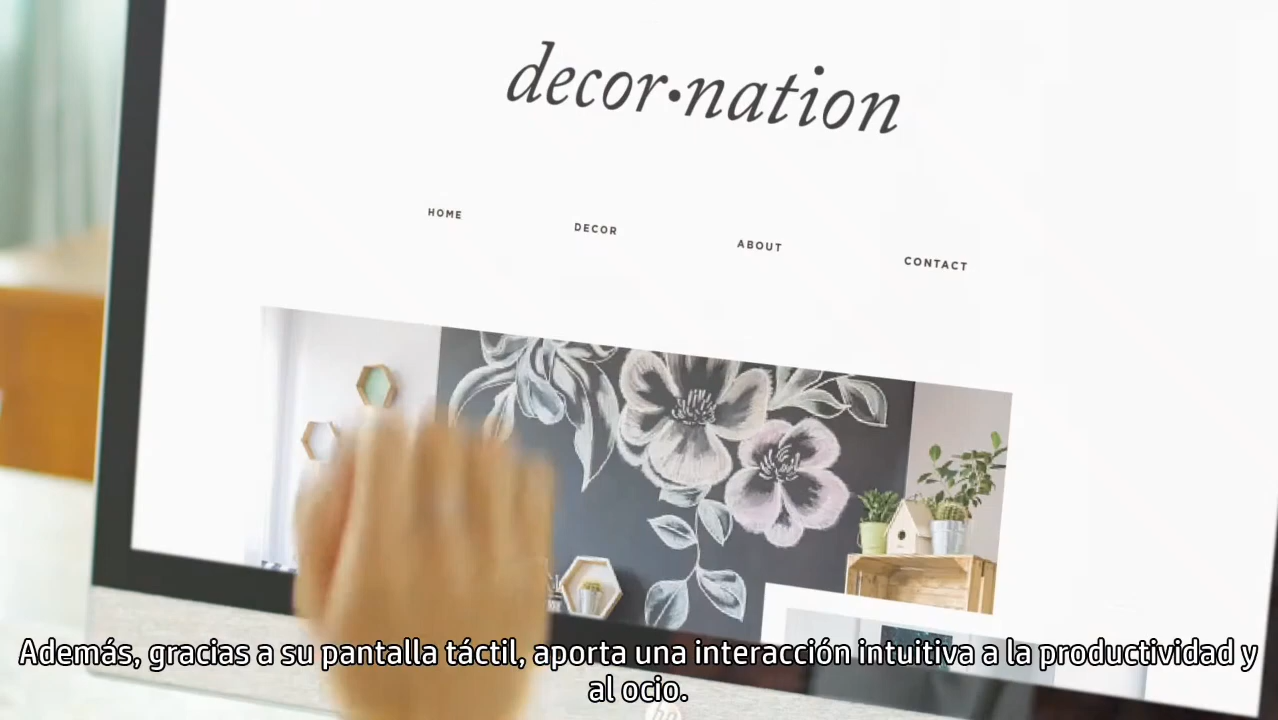 decor•nation
HOME
DECOR
ABOUT
CONTACT
Además, gracias a su pantalla táctil, aporta una interacción intuitiva a la productividad y
al ocio.
hp